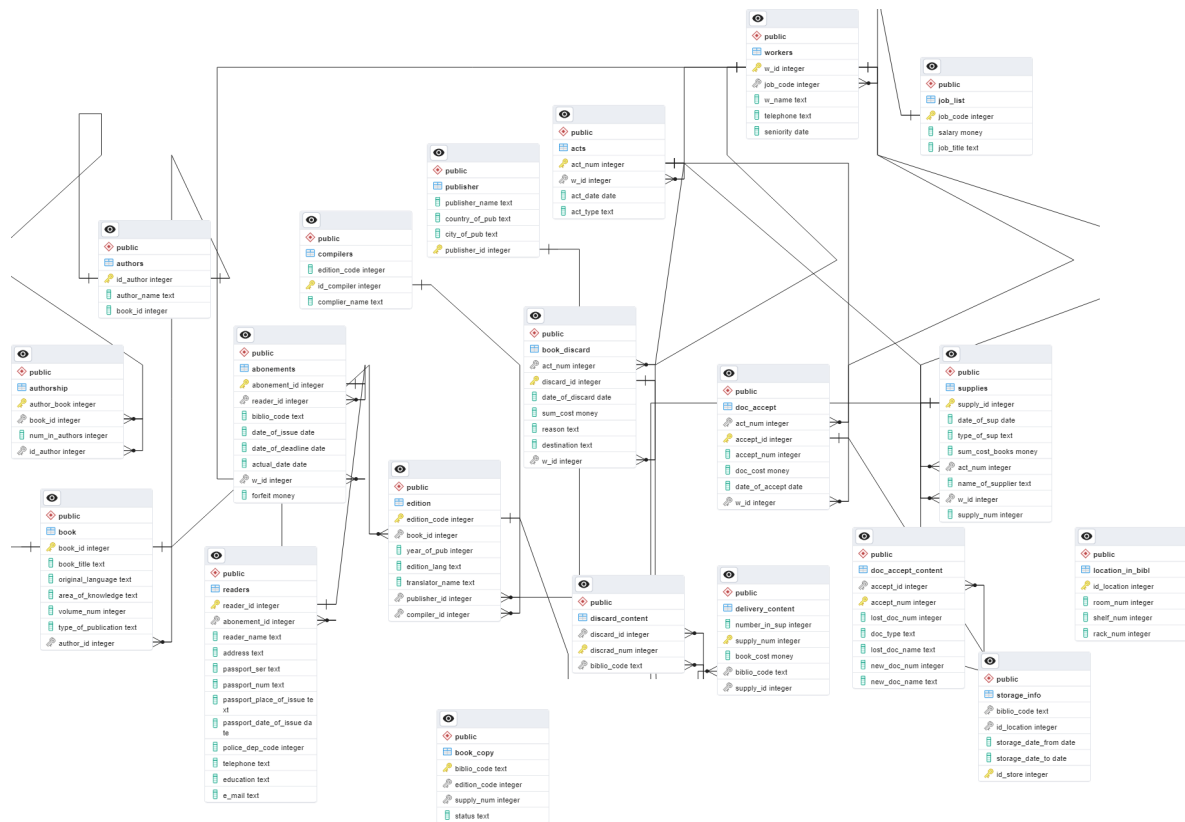 public
workers
w_id integer
job_code integer
w_name text
telephone text
seniority date
public
job_list
job_code integer
salary money
job_title text
public
acts
act_num integer
w_id integer
act_date date
act_type text
public
publisher
publisher_name text
country_of_pub text
city_of_pub text
publisher_id integer
public
compilers
edition_code integer
id_compiler integer
complier_name text
public
authors
id_author integer
author_name text
book_id integer
public
book_discard
act_num integer
discard_id integer
date_of_discard date
sum_cost money
reason text
destination text
w_id integer
public
abonements
abonement_id integer
reader_id integer
biblio_code text
date_of_issue date
date_of_deadline date
actual_date date
w_id integer
forfeit money
public
authorship
author_book integer
book_id integer
num_in_authors integer
id_author integer
public
doc_accept
act_num integer
accept_id integer
accept_num integer
doc_cost money
date_of_accept date
w_id integer
public
supplies
supply_id integer
date_of_sup date
type_of_sup text
sum_cost_books money
act_num integer
name_of_supplier text
w_id integer
supply_num integer
public
edition
edition_code integer
book_id integer
year_of_pub integer
edition_lang text
translator_name text
publisher_id integer
compiler_id integer
public
book
book_id integer
book_title text
original_language text
area_of_knowledge text
volume_num integer
type_of_publication text
author_id integer
public
readers
reader_id integer
abonement_id integer
reader_name text
address text
passport_ser text
passport_num text
passport_place_of_issue te
xt
passport_date_of_issue da
te
police_dep_code integer
telephone text
education text
e_mail text
public
discard_content
discard_id integer
discrad_num integer
biblio_code text
public
delivery_content
number_in_sup integer
supply_num integer
book_cost money
biblio_code text
supply_id integer
public
doc_accept_content
accept_id integer
accept_num integer
lost_doc_num integer
doc_type text
lost_doc_name text
new_doc_num integer
new_doc_name text
public
location_in_bibl
id_location integer
room_num integer
shelf_num integer
rack_num integer
public
storage_info
biblio_code text
id_location integer
storage_date_from date
storage_date_to date
id_store integer
public
book_copy
biblio_code text
edition_code integer
supply_num integer
status text